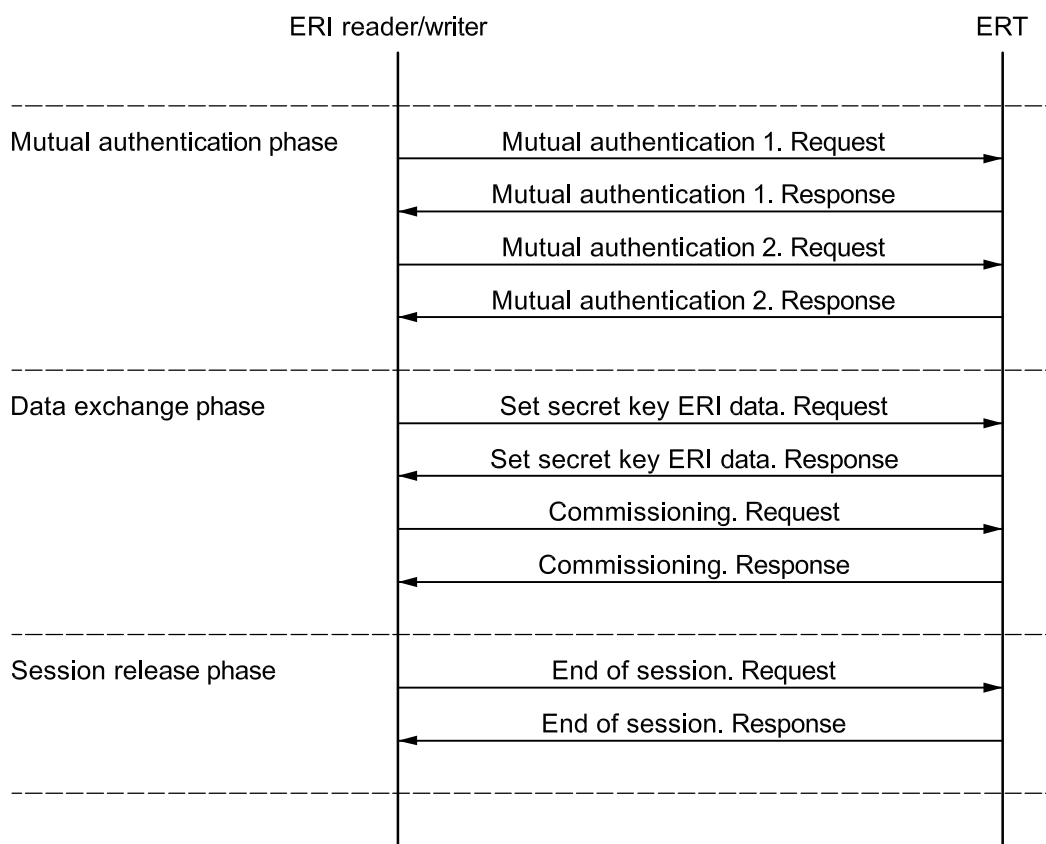 ERI reader/writer
ERT
Mutual authentication phase
Mutual authentication 1. Request
Mutual authentication 1. Response
Mutual authentication 2. Request
Mutual authentication 2. Response
Data exchange phase
Set secret key ERI data. Request
Set secret key ERI data. Response
Commissioning. Request
Commissioning. Response
Session release phase
End of session. Request
End of session. Response